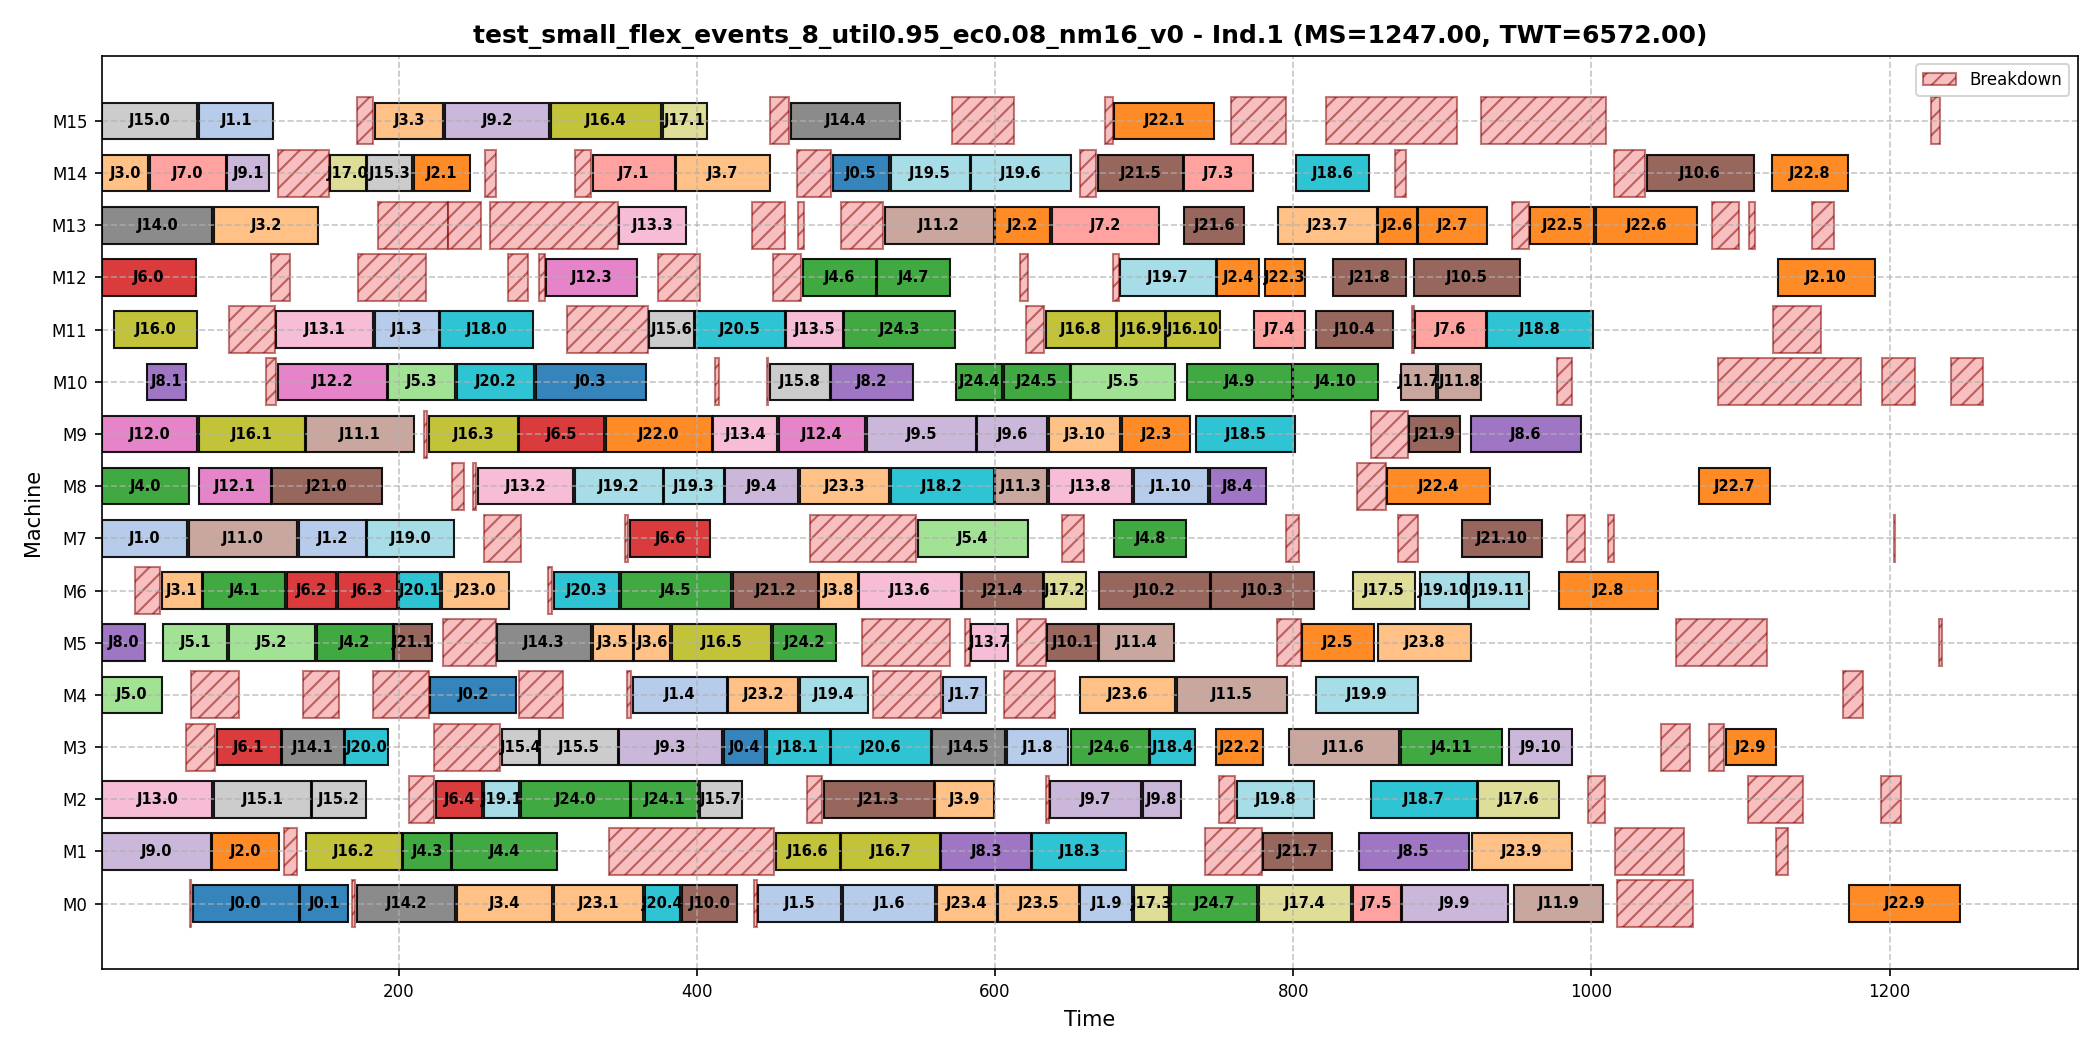 test_small_flex_events_8_util0.95_ec0.08_nm16_v0 - Ind.1 (MS=1247.00, TWT=6572.00)
Breakdown
M15 J15.0 J1.1 J3.3 J9.2 J16.4 J17.1 J14.4 J22.1
M14 J3.0 J7.0 J9.1 J17.0 J15.3 J2.1 J7.1 J3.7 J0.5 J19.5 J19.6 J21.5 J7.3 J18.6 J10.6 J22.8
M13 J14.0 J3.2 J13.3 J11.2 J2.2 J7.2 J21.6 J23.7 J2.6 J2.7 J22.5 J22.6
M12 J6.0 J12.3 J4.6 J4.7 J19.7 J2.4 J22.3 J21.8 J10.5 J2.10
M11 J16.0 J13.1 J1.3 J18.0 J15.6 J20.5 J13.5 J24.3 J16.8 J16.9 J16.10 J7.4 J10.4 J7.6 J18.8
M10 J8.1 J12.2 J5.3 J20.2 J0.3 J15.8 J8.2 J24.4 J24.5 J5.5 J4.9 J4.10 J11.7 J11.8
M9 J12.0 J16.1 J11.1 J16.3 J6.5 J22.0 J13.4 J12.4 J9.5 J9.6 J3.10 J2.3 J18.5 J21.9 J8.6
M8 J4.0 J12.1 J21.0 J13.2 J19.2 J19.3 J9.4 J23.3 J18.2 J11.3 J13.8 J1.10 J8.4 J22.4 J22.7
M7 J1.0 J11.0 J1.2 J19.0 J6.6 J5.4 J4.8 J21.10
M6 J3.1 J4.1 J6.2 J6.3 J20.1 J23.0 J20.3 J4.5 J21.2 J3.8 J13.6 J21.4 J17.2 J10.2 J10.3 J17.5 J19.10 J19.11 J2.8
M5 J8.0 J5.1 J5.2 J4.2 J21.1 J14.3 J3.5 J3.6 J16.5 J24.2 J13.7 J10.1 J11.4 J2.5 J23.8
M4 J5.0 J0.2 J1.4 J23.2 J19.4 J1.7 J23.6 J11.5 J19.9
M3 J6.1 J14.1 J20.0 J15.4 J15.5 J9.3 J0.4 J18.1 J20.6 J14.5 J1.8 J24.6 J18.4 J22.2 J11.6 J4.11 J9.10 J2.9
M2 J13.0 J15.1 J15.2 J6.4 J19.1 J24.0 J24.1 J15.7 J21.3 J3.9 J9.7 J9.8 J19.8 J18.7 J17.6
M1 J9.0 J2.0 J16.2 J4.3 J4.4 J16.6 J16.7 J8.3 J18.3 J21.7 J8.5 J23.9
M0 J0.0 J0.1 J14.2 J3.4 J23.1 J20.4 J10.0 J1.5 J1.6 J23.4 J23.5 J1.9 J17.3 J24.7 J17.4 J7.5 J9.9 J11.9 J22.9
200 400 600 800 1000 1200
Time
Machine